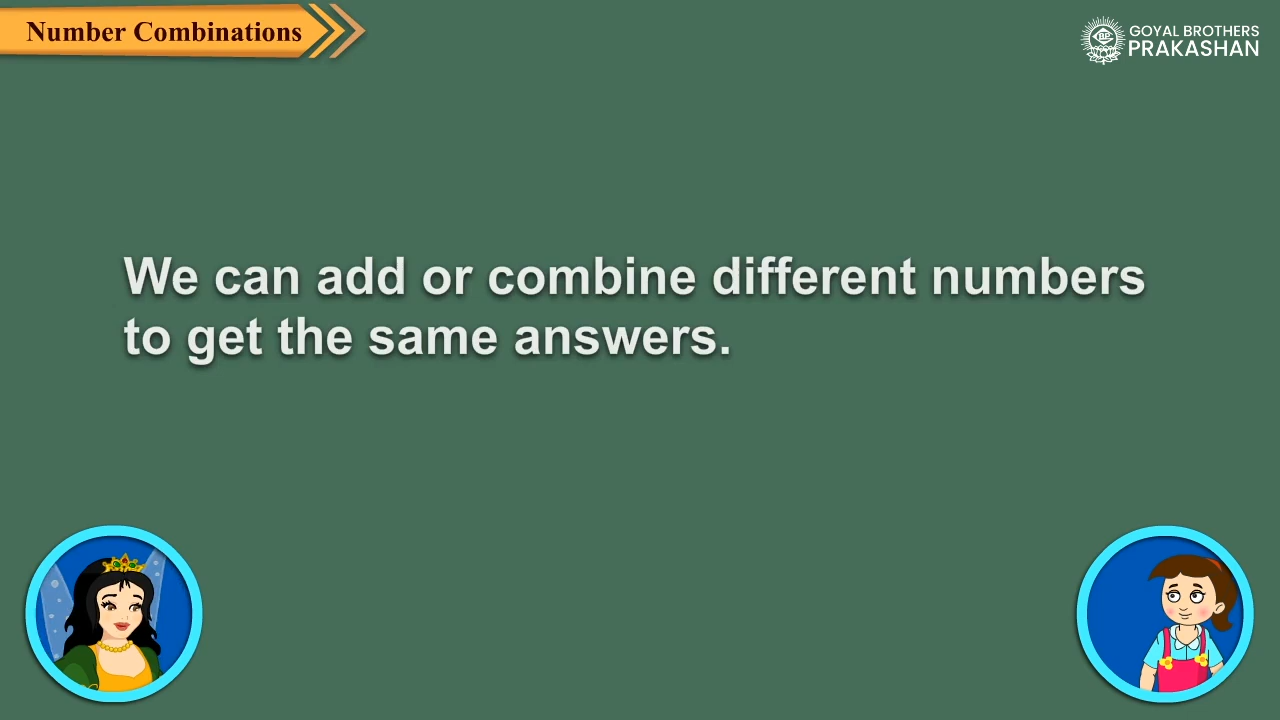 Number Combinations
GOYAL BROTHERS
PRAKASHAN
We can add or combine different numbers
to get the same answers.